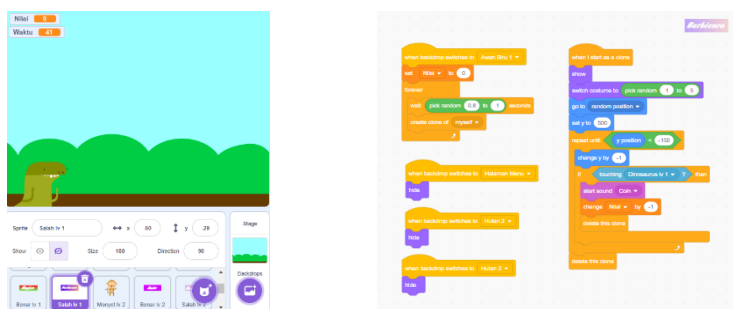 Nilai 0
Waktu 41
Sprite Salah lv 1 x 50 y -29
Show Size 100 Direction 90
Stage
Backdrops
Benar lv 1
Salah lv 1
Monyet lv 2
Benar lv 2
Salah lv
when backdrop switches to Awan Biru 1
set Nilai to 0
forever
wait pick random 0.8 to 1 seconds
create clone of myself
when backdrop switches to Halaman Menu
hide
when backdrop switches to Hutan 2
hide
when backdrop switches to Hutan 3
hide
when I start as a clone
show
switch costume to pick random 1 to 5
go to random position
set y to 500
repeat until y position < -150
change y by -1
if touching Dinosaurus lv 1 ? then
start sound Coin
change Nilai by -1
delete this clone
delete this clone